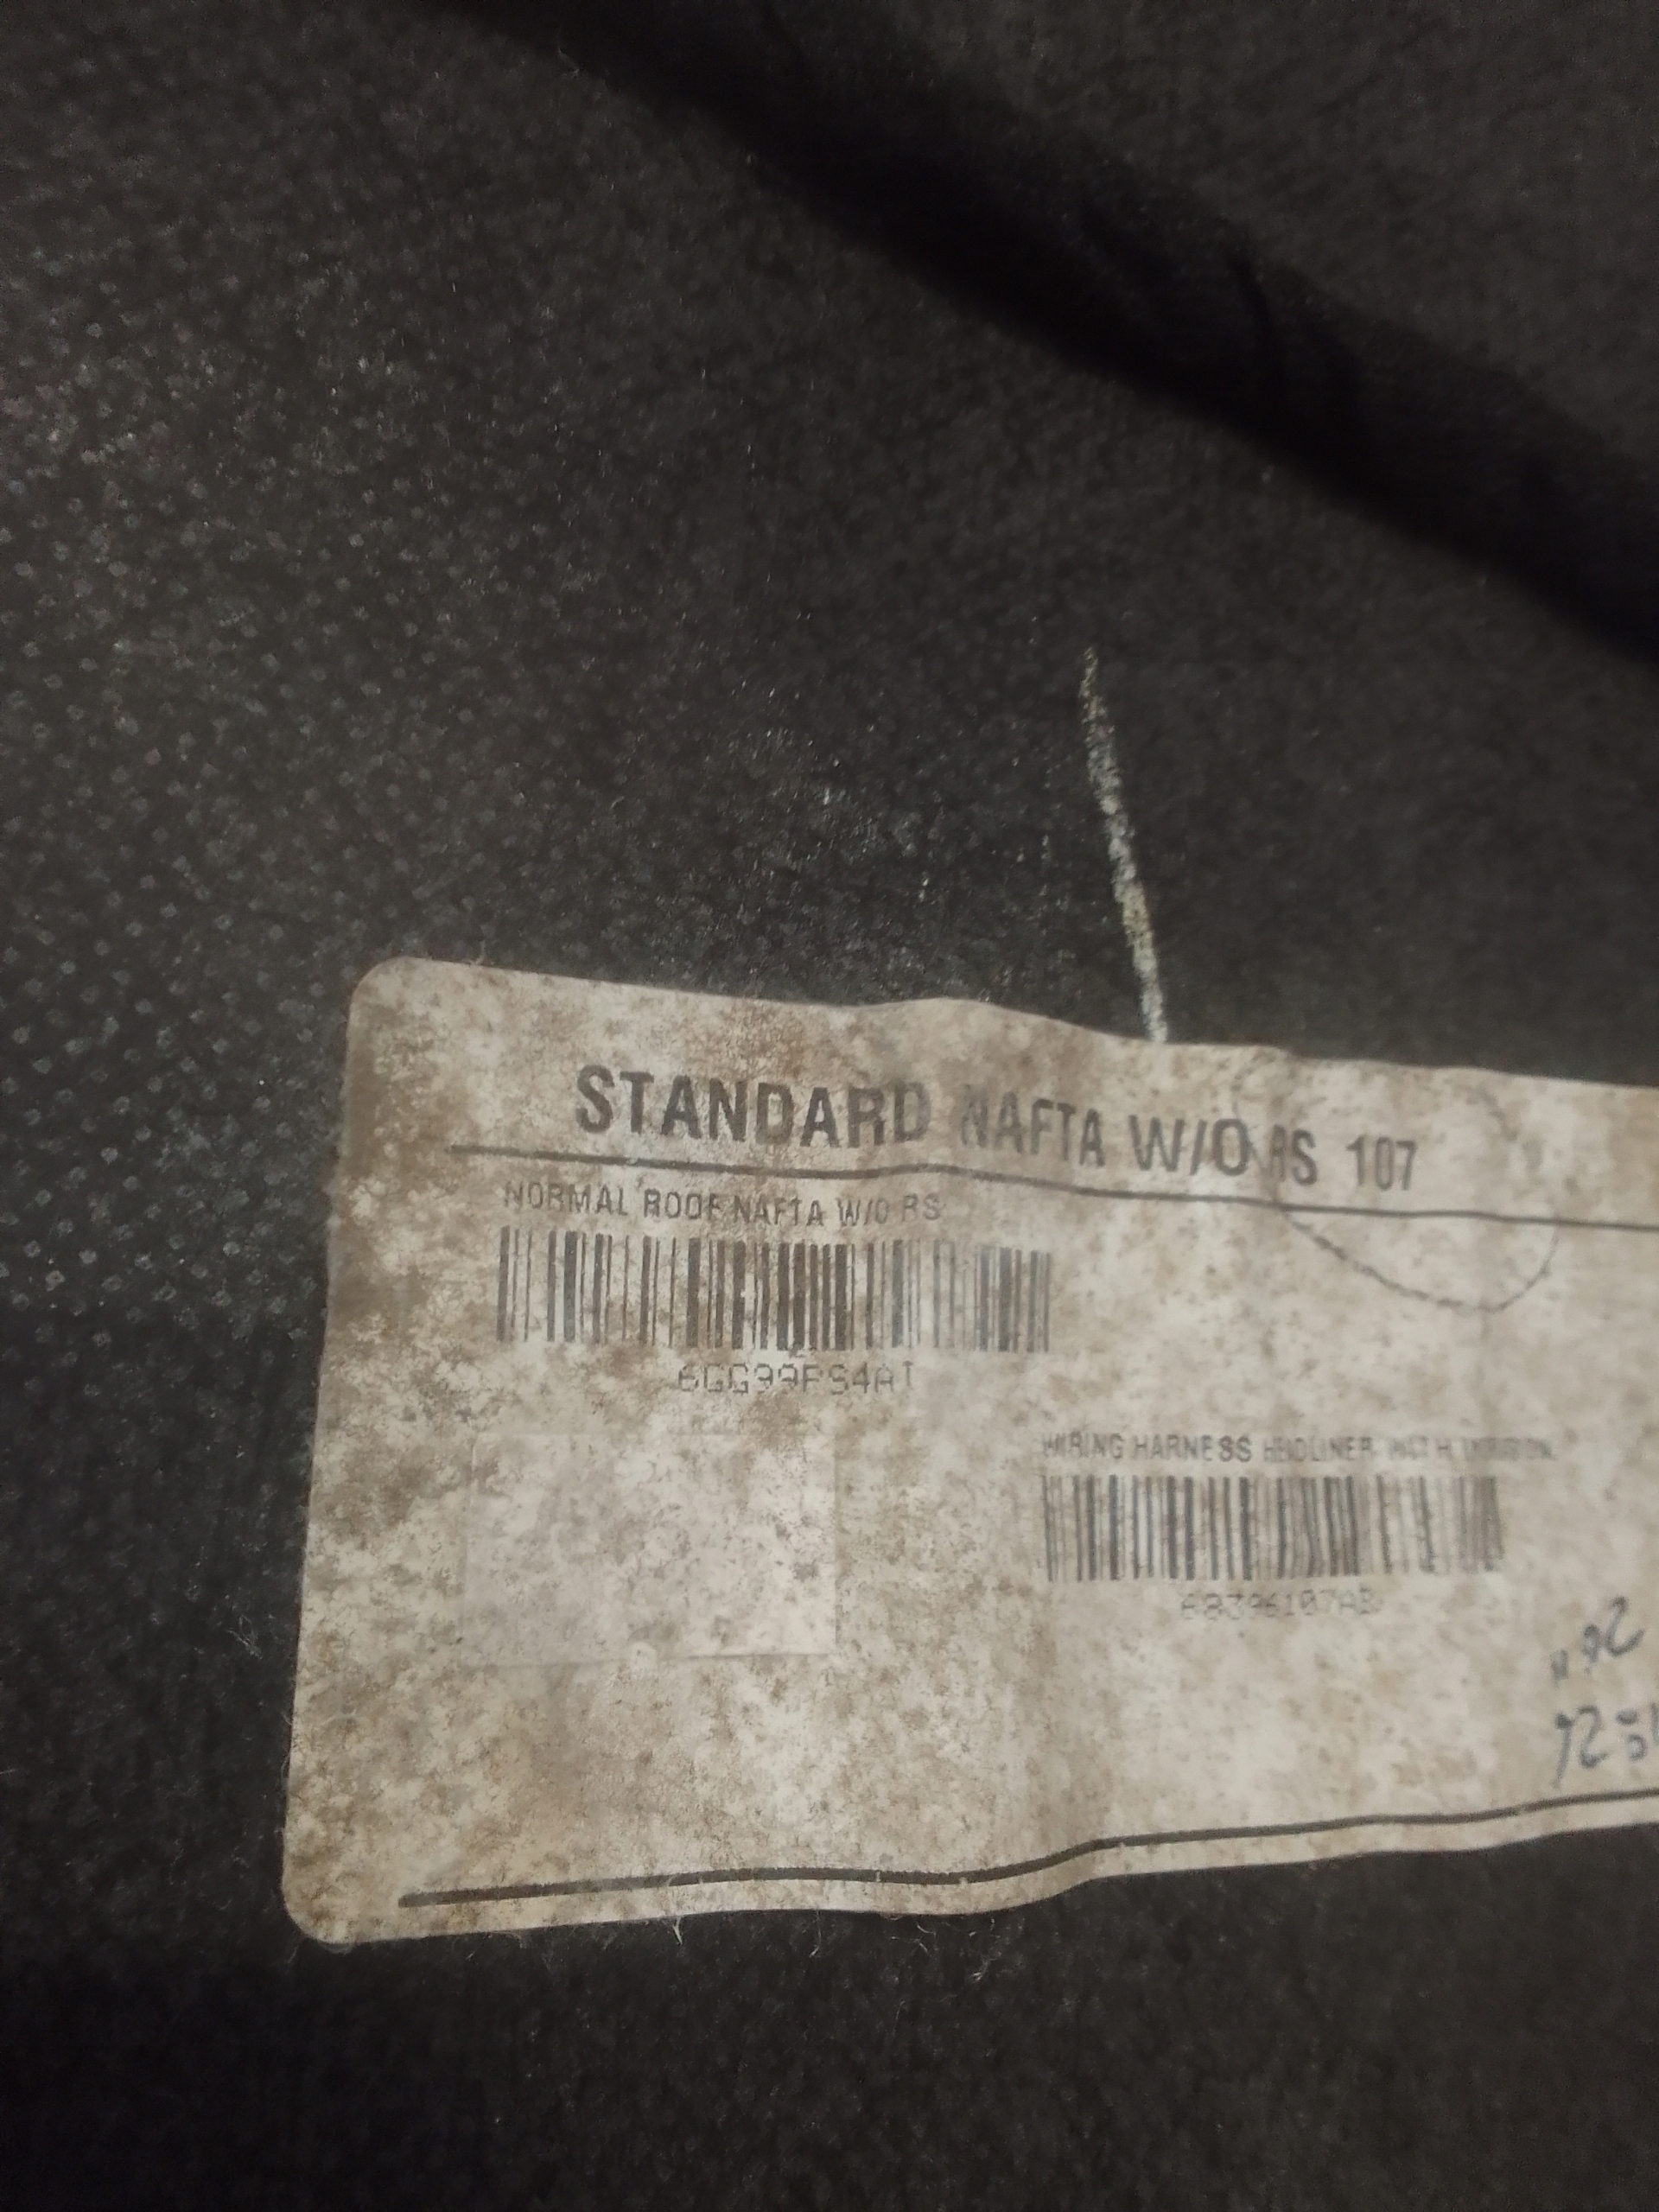 STANDARD NAFTA W/O RS 107
NORMAL ROOF NAFTA W/O RS
6GG99PS4AI
WIRING HARNESS HEADLINER
68396107AB